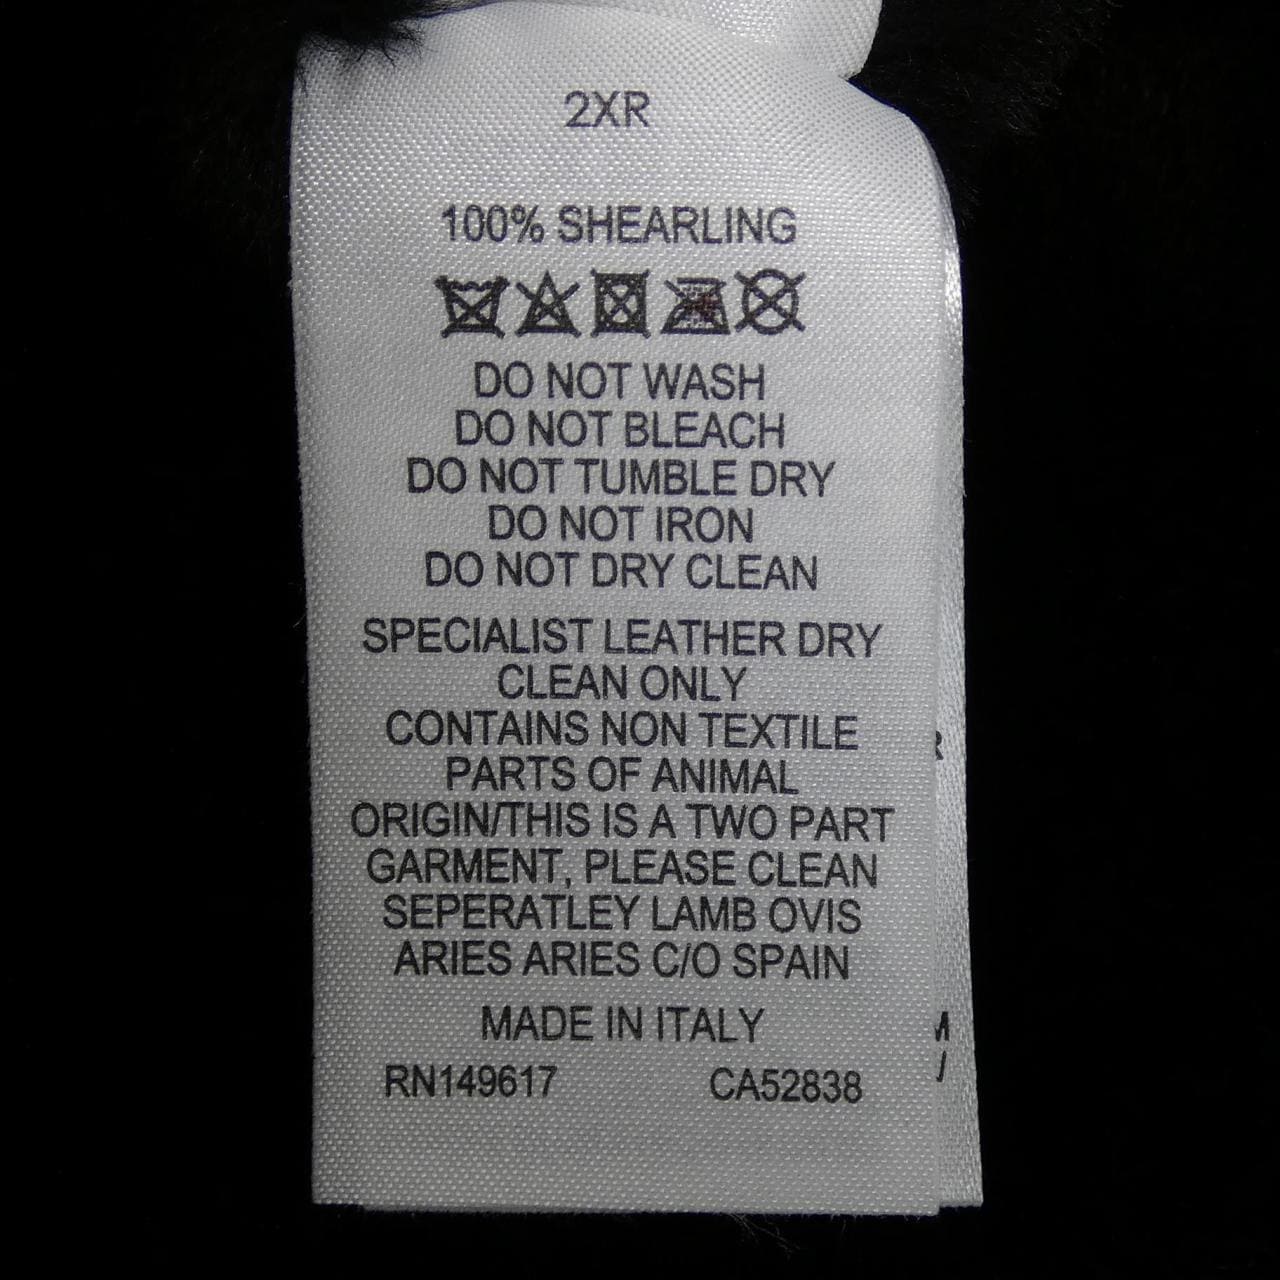 2XR
100% SHEARLING
DO NOT WASH
DO NOT BLEACH
DO NOT TUMBLE DRY
DO NOT IRON
DO NOT DRY CLEAN
SPECIALIST LEATHER DRY
CLEAN ONLY
CONTAINS NON TEXTILE
PARTS OF ANIMAL
ORIGIN/THIS IS A TWO PART
GARMENT, PLEASE CLEAN
SEPERATLEY LAMB OVIS
ARIES ARIES C/O SPAIN
MADE IN ITALY
RN149617 CA52838